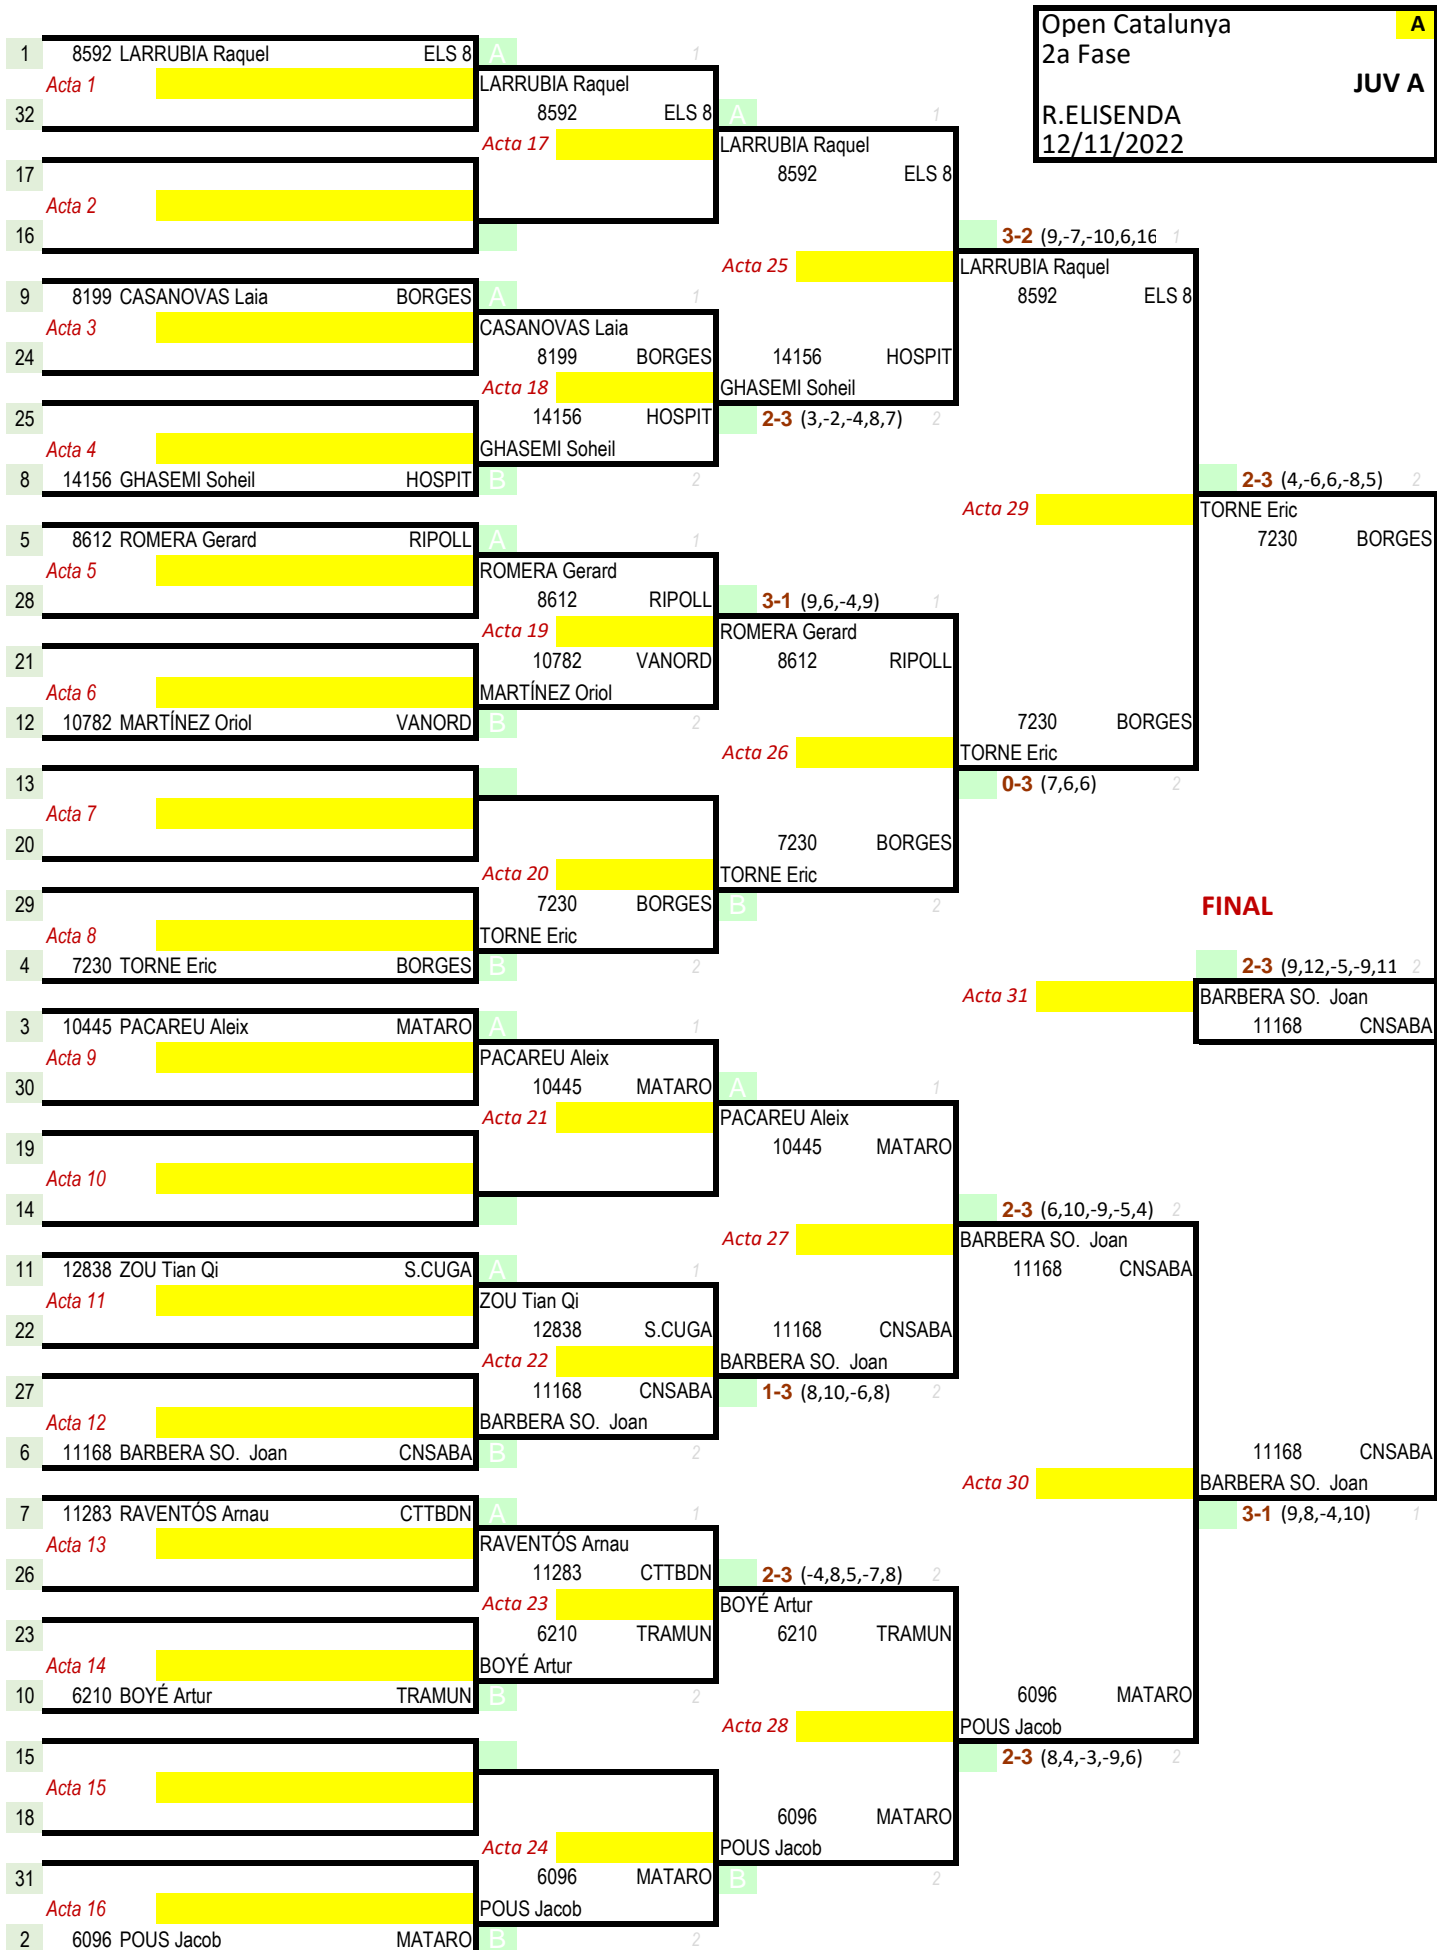 Open Catalunya A
2a Fase
JUV A
R.ELISENDA
12/11/2022
1 8592 LARRUBIA Raquel ELS 8 A 1
Acta 1 LARRUBIA Raquel
32 8592 ELS 8 A 1
Acta 17 LARRUBIA Raquel
17 8592 ELS 8
Acta 2
16 3-2 (9,-7,-10,6,16 1
Acta 25 LARRUBIA Raquel
9 8199 CASANOVAS Laia BORGES A 1 8592 ELS 8
Acta 3 CASANOVAS Laia
24 8199 BORGES 14156 HOSPIT
Acta 18 GHASEMI Soheil
25 14156 HOSPIT 2-3 (3,-2,-4,8,7) 2
Acta 4 GHASEMI Soheil
8 14156 GHASEMI Soheil HOSPIT B 2 2-3 (4,-6,6,-8,5) 2
Acta 29 TORNE Eric
5 8612 ROMERA Gerard RIPOLL A 1 7230 BORGES
Acta 5 ROMERA Gerard
28 8612 RIPOLL 3-1 (9,6,-4,9) 1
Acta 19 ROMERA Gerard
21 10782 VANORD 8612 RIPOLL
Acta 6 MARTÍNEZ Oriol
12 10782 MARTÍNEZ Oriol VANORD B 2 7230 BORGES
Acta 26 TORNE Eric
13 0-3 (7,6,6) 2
Acta 7
20 7230 BORGES
Acta 20 TORNE Eric
29 7230 BORGES B 2 FINAL
Acta 8 TORNE Eric
4 7230 TORNE Eric BORGES B 2 2-3 (9,12,-5,-9,11 2
Acta 31 BARBERA SO. Joan
3 10445 PACAREU Aleix MATARO A 1 11168 CNSABA
Acta 9 PACAREU Aleix
30 10445 MATARO A 1
Acta 21 PACAREU Aleix
19 10445 MATARO
Acta 10
14 2-3 (6,10,-9,-5,4) 2
Acta 27 BARBERA SO. Joan
11 12838 ZOU Tian Qi S.CUGA A 1 11168 CNSABA
Acta 11 ZOU Tian Qi
22 12838 S.CUGA 11168 CNSABA
Acta 22 BARBERA SO. Joan
27 11168 CNSABA 1-3 (8,10,-6,8) 2
Acta 12 BARBERA SO. Joan
6 11168 BARBERA SO. Joan CNSABA B 2 11168 CNSABA
Acta 30 BARBERA SO. Joan
7 11283 RAVENTÓS Arnau CTTBDN A 1 3-1 (9,8,-4,10) 1
Acta 13 RAVENTÓS Arnau
26 11283 CTTBDN 2-3 (-4,8,5,-7,8) 2
Acta 23 BOYÉ Artur
23 6210 TRAMUN 6210 TRAMUN
Acta 14 BOYÉ Artur
10 6210 BOYÉ Artur TRAMUN B 2 6096 MATARO
Acta 28 POUS Jacob
15 2-3 (8,4,-3,-9,6) 2
Acta 15
18 6096 MATARO
Acta 24 POUS Jacob
31 6096 MATARO B 2
Acta 16 POUS Jacob
2 6096 POUS Jacob MATARO B 2